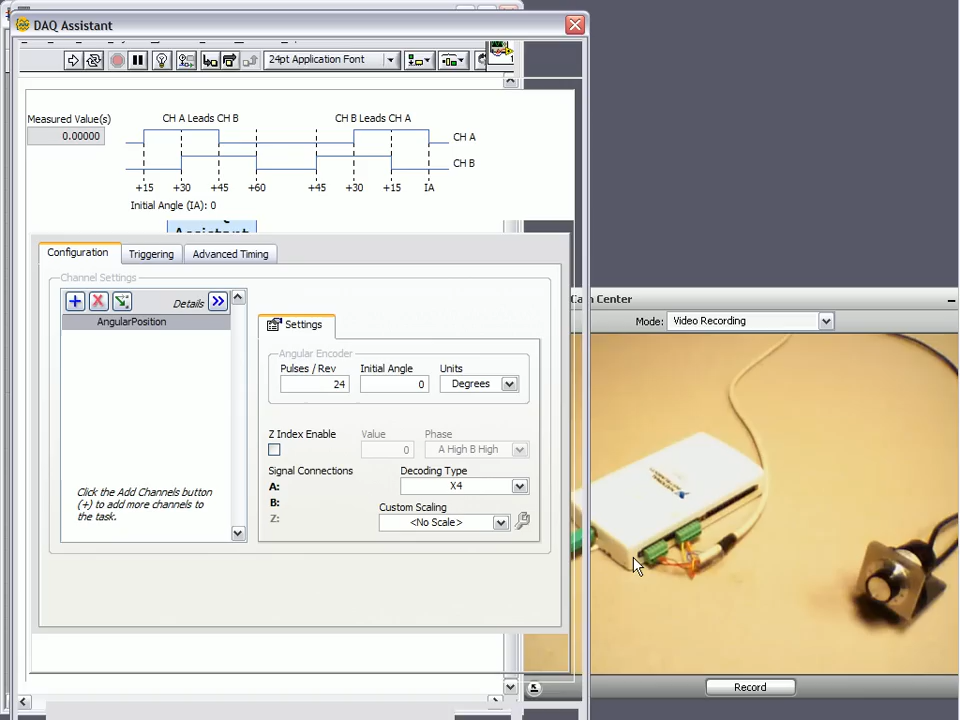 DAQ Assistant
24pt Application Font
1
Measured Value(s)
0.00000
CH A Leads CH B
CH B Leads CH A
CH A
CH B
+15 +30 +45 +60 +45 +30 +15 IA
Initial Angle (IA): 0
Assistant
Configuration
Triggering
Advanced Timing
Channel Settings
Details
AngularPosition
Click the Add Channels button
(+) to add more channels to
the task.
Settings
Angular Encoder
Pulses / Rev
Initial Angle
Units
24
0
Degrees
Z Index Enable
Value
Phase
0
A High B High
Signal Connections
A:
B:
Z:
Decoding Type
X4
Custom Scaling
<No Scale>
Center
Mode:
Video Recording
Record